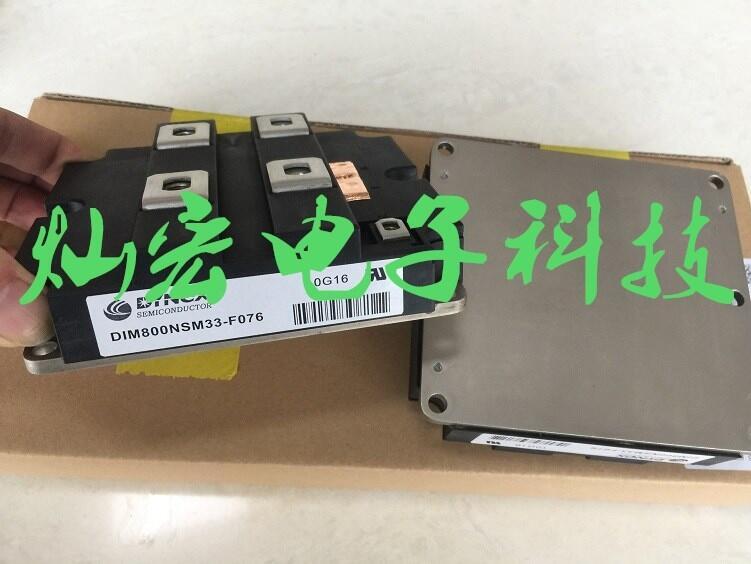 灿宏电子科技
DYNEX
SEMICONDUCTOR
0G16
DIM800NSM33-F076